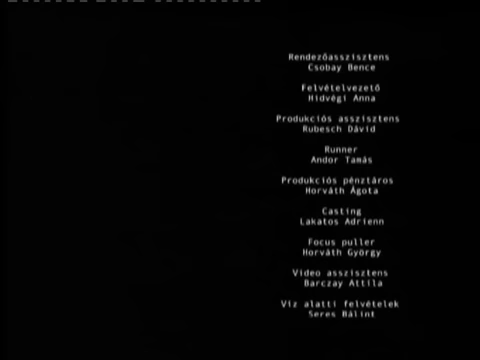 Rendezőasszisztens
Csobay Bence
Felvételvezető
Hidvégi Anna
Produkciós asszisztens
Rubesch Dávid
Runner
Andor Tamás
Produkciós pénztáros
Horváth Ágota
Casting
Lakatos Adrienn
Focus puller
Horváth György
Video asszisztens
Barczay Attila
Víz alatti felvételek
Seres Bálint